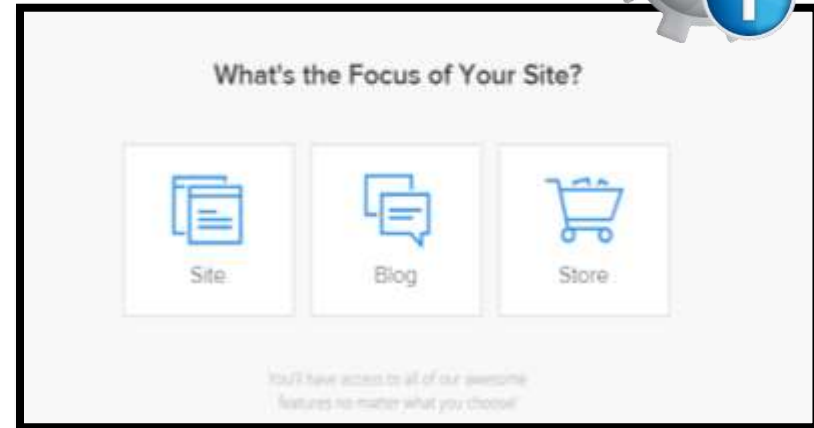 What's the Focus of Your Site?
Site
Blog
Store
You'll have access to all of our awesome
features no matter what you choose!